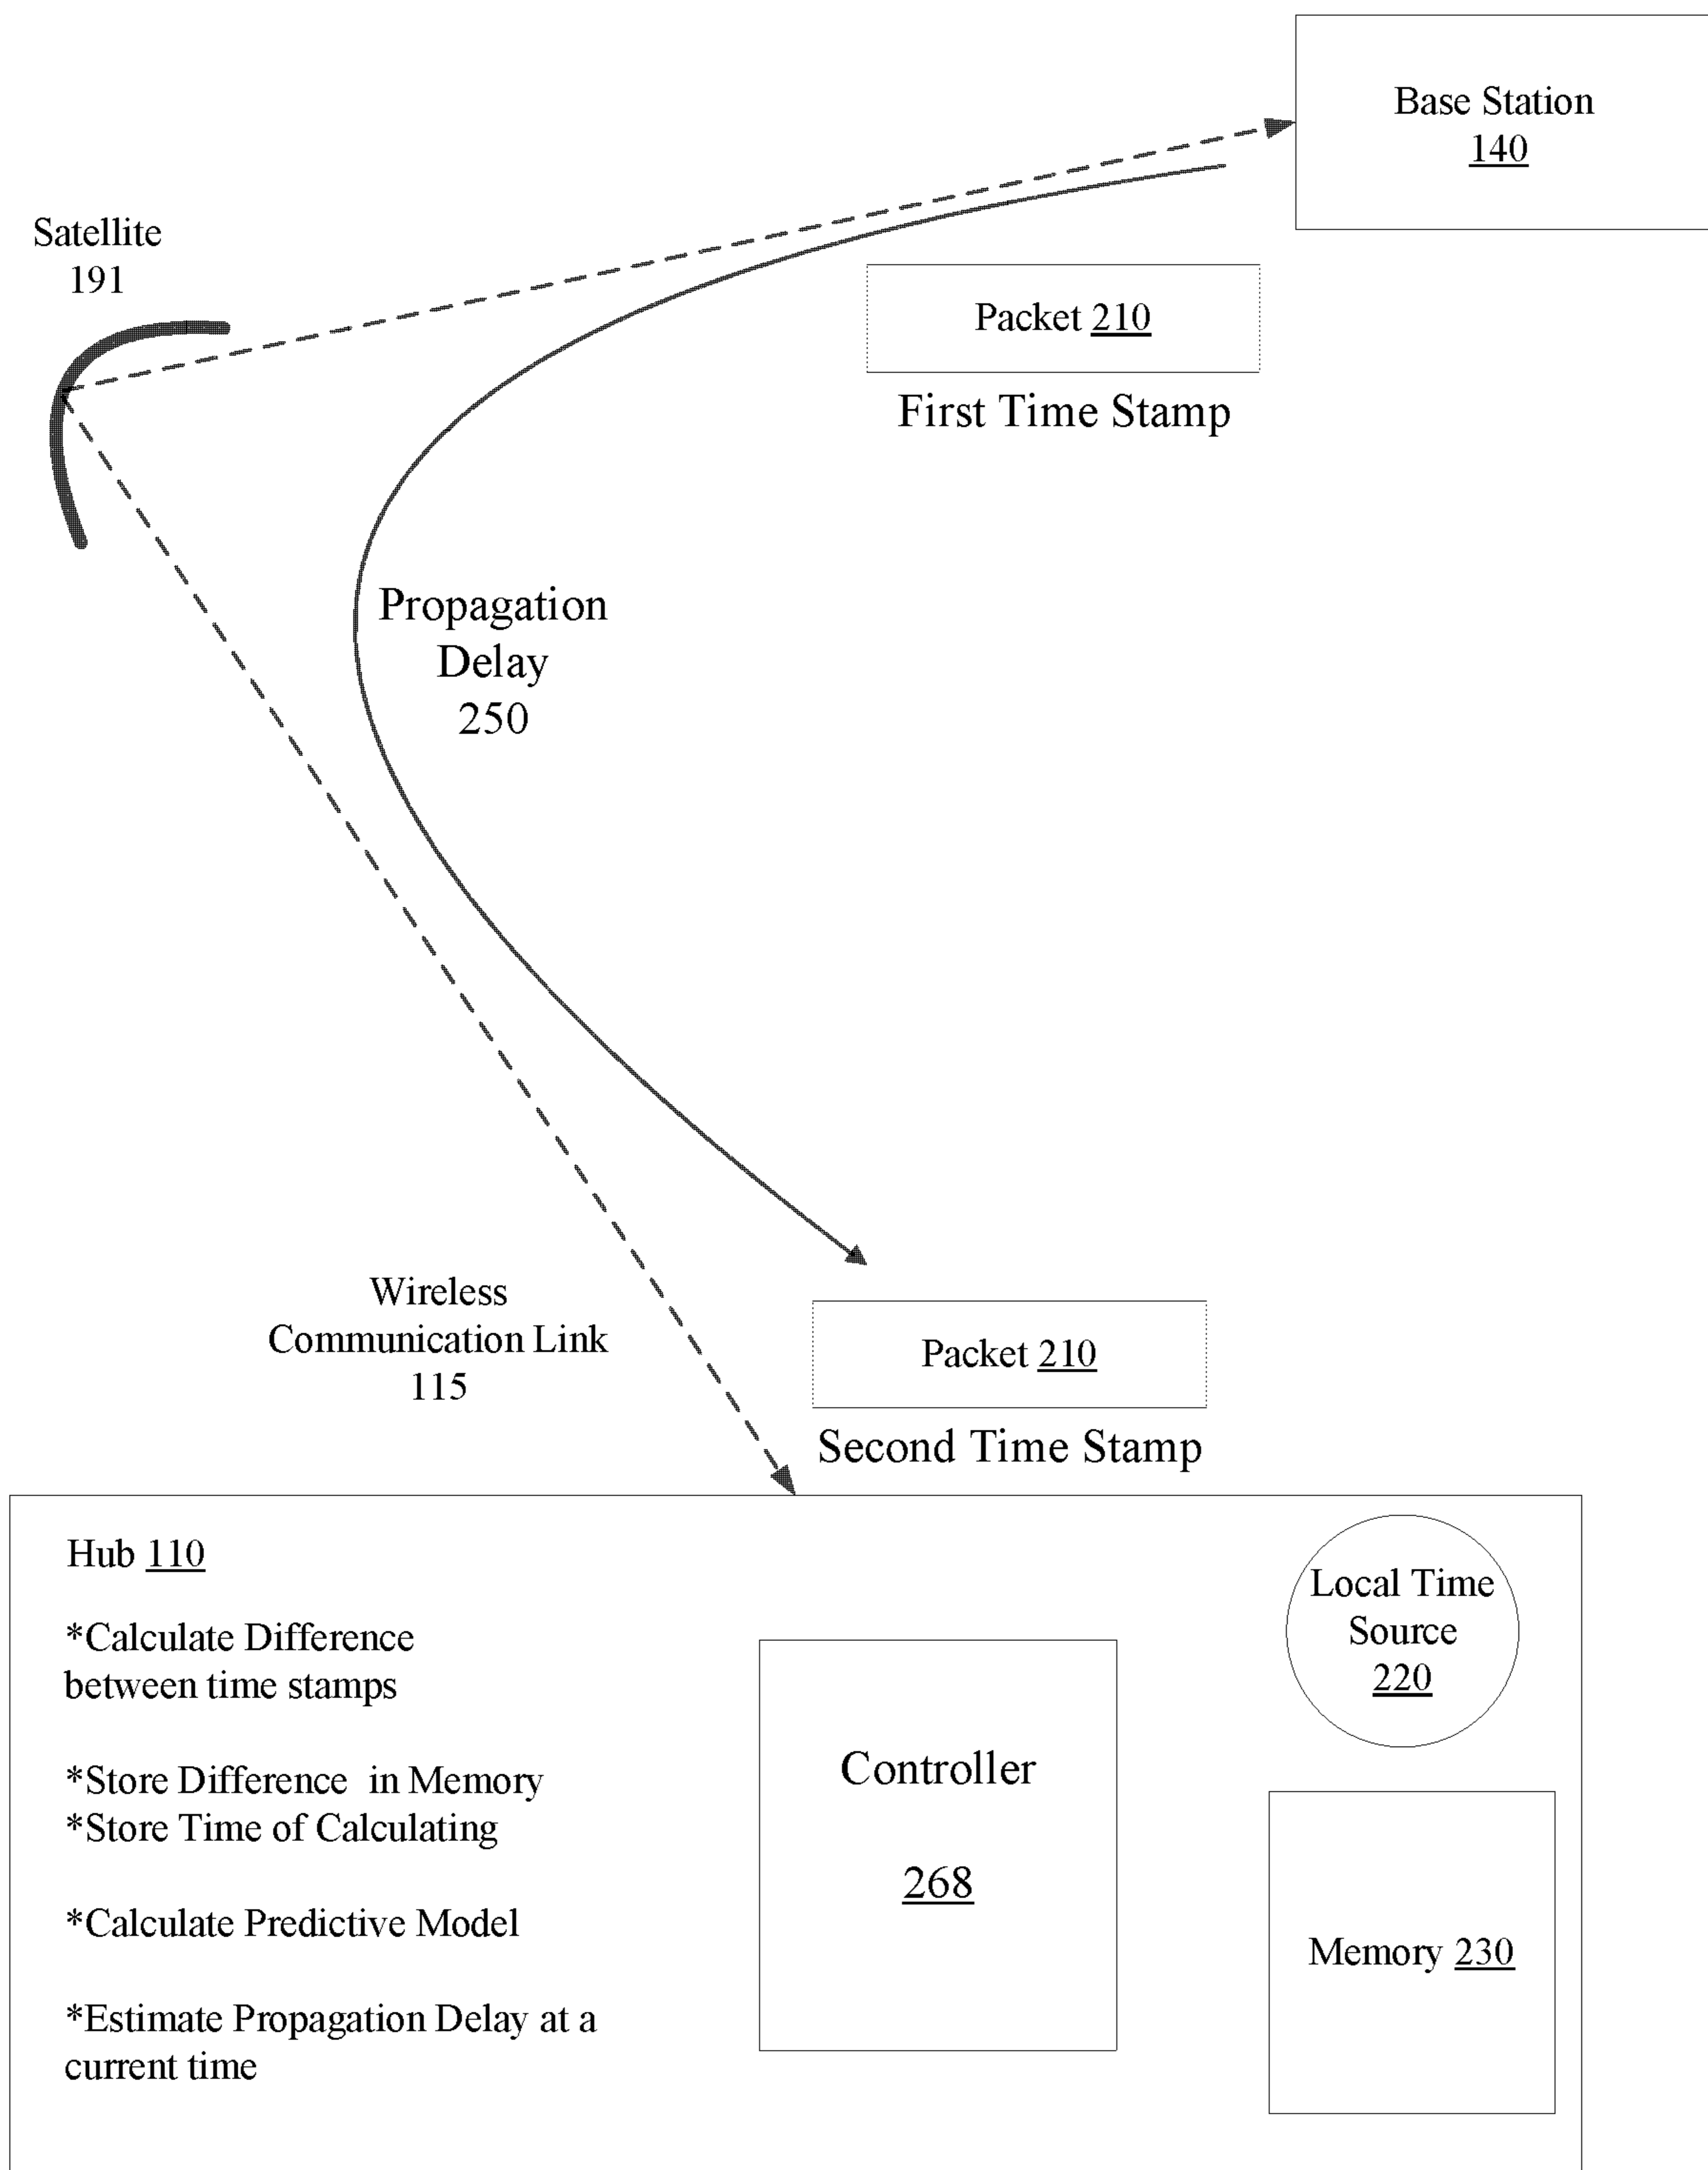 Base Station
140
Satellite
191
Packet 210
First Time Stamp
Propagation
Delay
250
Wireless
Communication Link
115
Packet 210
Second Time Stamp
Hub 110
*Calculate Difference
between time stamps
*Store Difference in Memory
*Store Time of Calculating
*Calculate Predictive Model
*Estimate Propagation Delay at a
current time
Controller
268
Local Time
Source
220
Memory 230